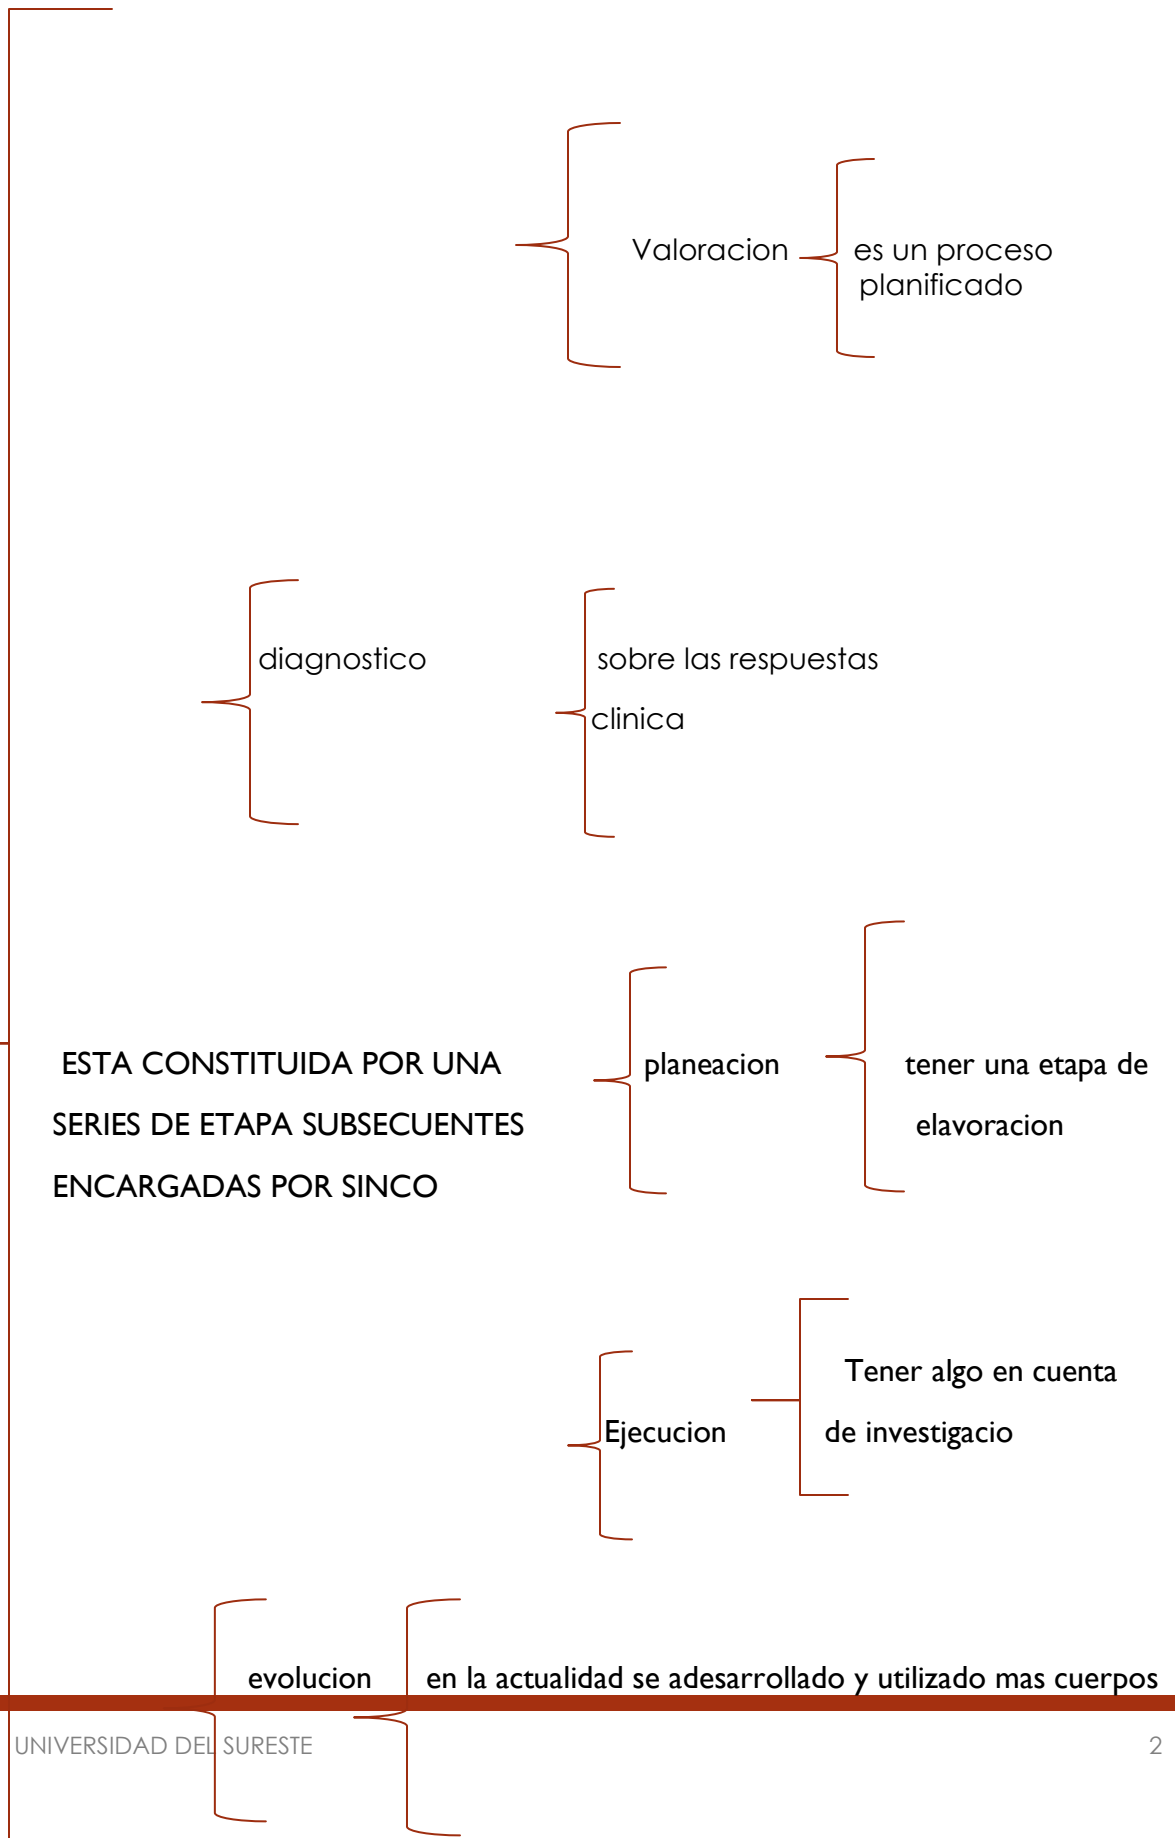 Valoracion es un proceso
planificado
diagnostico sobre las respuestas
clinica
ESTA CONSTITUIDA POR UNA planeacion tener una etapa de
SERIES DE ETAPA SUBSECUENTES elavoracion
ENCARGADAS POR SINCO
Tener algo en cuenta
Ejecucion de investigacio
evolucion en la actualidad se adesarrollado y utilizado mas cuerpos
UNIVERSIDAD DEL SURESTE 2